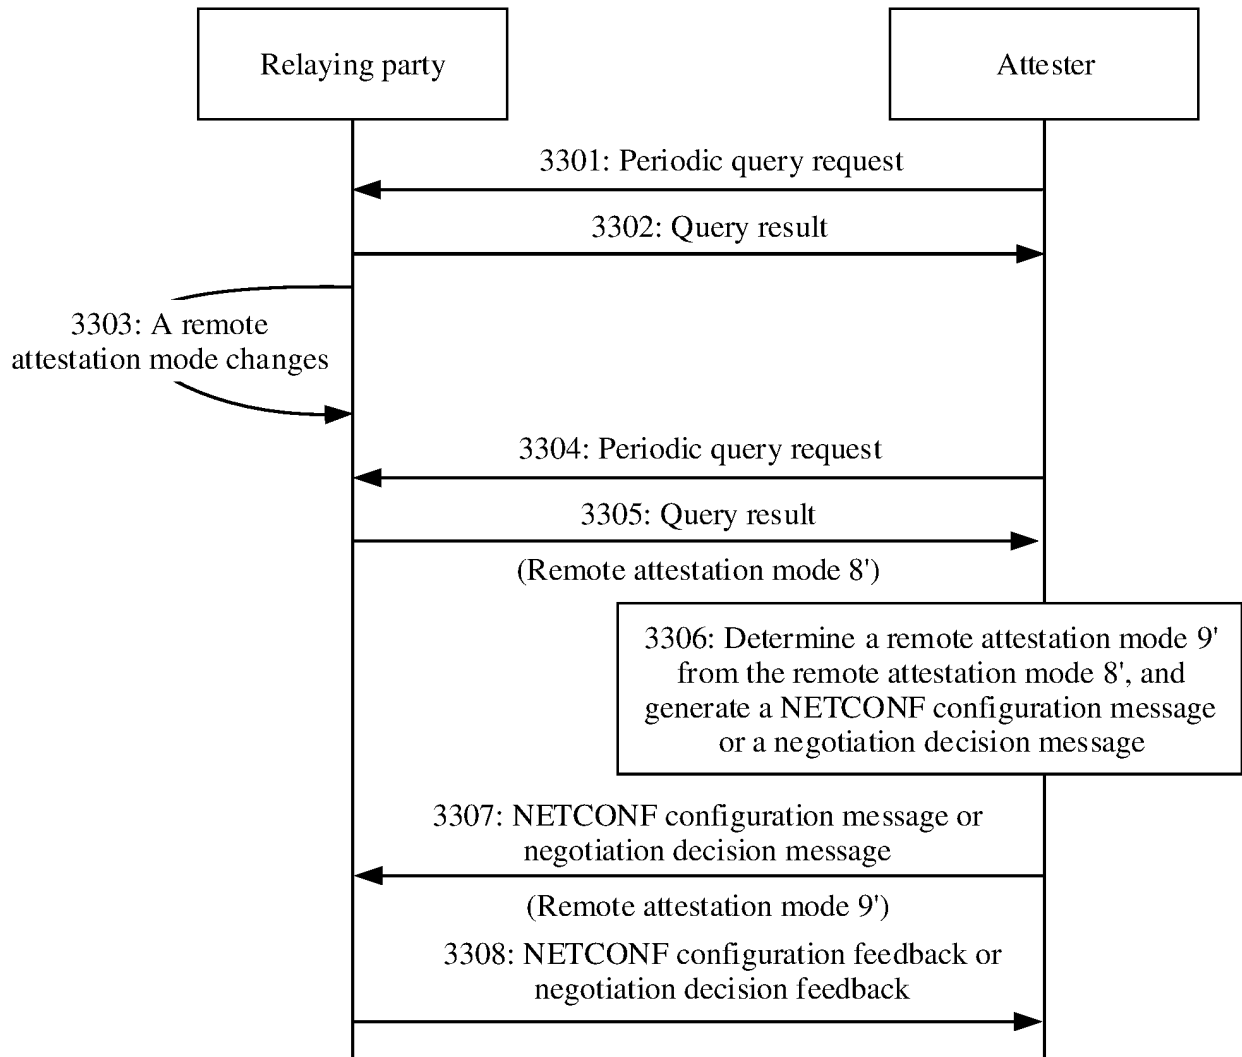 Relaying party
Attester
3301: Periodic query request
3302: Query result
3303: A remote
attestation mode changes
3304: Periodic query request
3305: Query result
(Remote attestation mode 8')
3306: Determine a remote attestation mode 9'
from the remote attestation mode 8', and
generate a NETCONF configuration message
or a negotiation decision message
3307: NETCONF configuration message or
negotiation decision message
(Remote attestation mode 9')
3308: NETCONF configuration feedback or
negotiation decision feedback